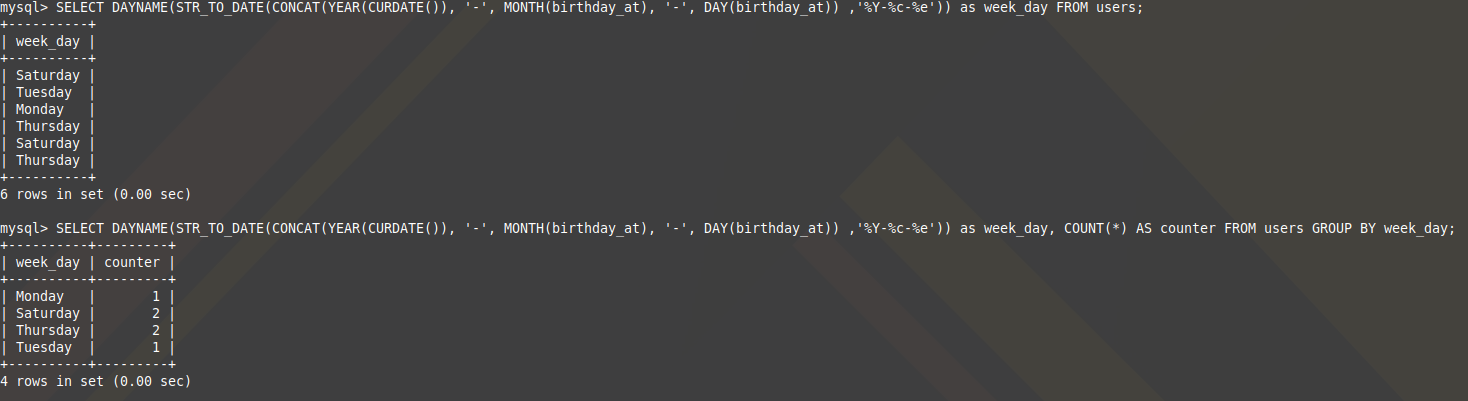 mysql> SELECT DAYNAME(STR_TO_DATE(CONCAT(YEAR(CURDATE()), '-', MONTH(birthday_at), '-', DAY(birthday_at)) ,'%Y-%c-%e')) as week_day FROM users;
+----------+
| week_day |
+----------+
| Saturday |
| Tuesday  |
| Monday   |
| Thursday |
| Saturday |
| Thursday |
+----------+
6 rows in set (0.00 sec)

mysql> SELECT DAYNAME(STR_TO_DATE(CONCAT(YEAR(CURDATE()), '-', MONTH(birthday_at), '-', DAY(birthday_at)) ,'%Y-%c-%e')) as week_day, COUNT(*) AS counter FROM users GROUP BY week_day;
+----------+---------+
| week_day | counter |
+----------+---------+
| Monday   |       1 |
| Saturday |       2 |
| Thursday |       2 |
| Tuesday  |       1 |
+----------+---------+
4 rows in set (0.00 sec)